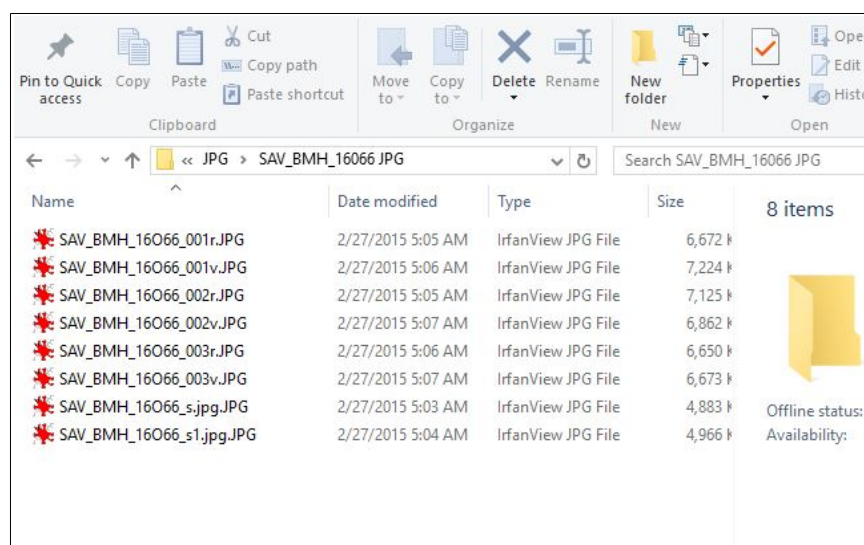 Cut
Copy path
Paste shortcut
Pin to Quick access
Copy
Paste
Move to
Copy to
Delete
Rename
New folder
Properties
Ope
Edit
Histo
Clipboard
Organize
New
Open
« JPG > SAV_BMH_16066 JPG
Search SAV_BMH_16066 JPG
Name Date modified Type Size
8 items
SAV_BMH_16O66_001r.JPG 2/27/2015 5:05 AM IrfanView JPG File 6,672 K
SAV_BMH_16O66_001v.JPG 2/27/2015 5:06 AM IrfanView JPG File 7,224 K
SAV_BMH_16O66_002r.JPG 2/27/2015 5:05 AM IrfanView JPG File 7,125 K
SAV_BMH_16O66_002v.JPG 2/27/2015 5:07 AM IrfanView JPG File 6,862 K
SAV_BMH_16O66_003r.JPG 2/27/2015 5:06 AM IrfanView JPG File 6,650 K
SAV_BMH_16O66_003v.JPG 2/27/2015 5:07 AM IrfanView JPG File 6,673 K
SAV_BMH_16O66_s.jpg.JPG 2/27/2015 5:03 AM IrfanView JPG File 4,883 K
SAV_BMH_16O66_s1.jpg.JPG 2/27/2015 5:04 AM IrfanView JPG File 4,966 K
Offline status:
Availability: